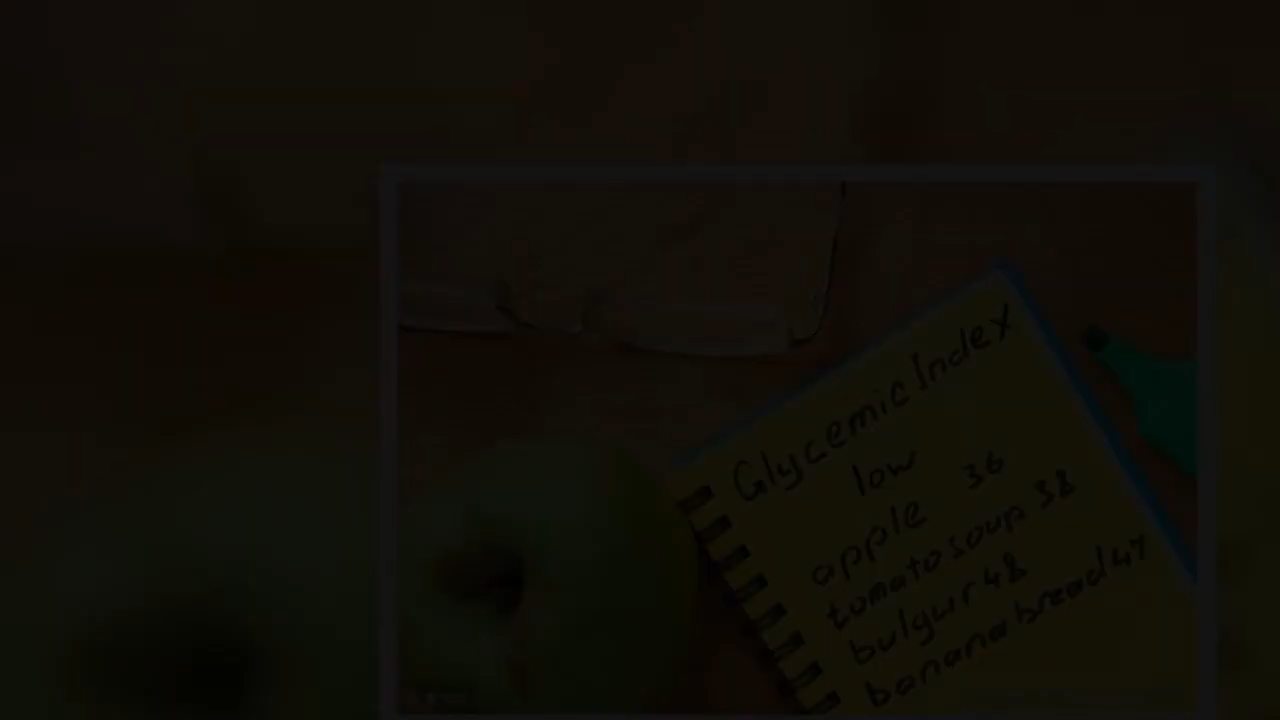 Glycemic Index
low
apple 36
tomato soup 38
bulgur 48
banana bread 47